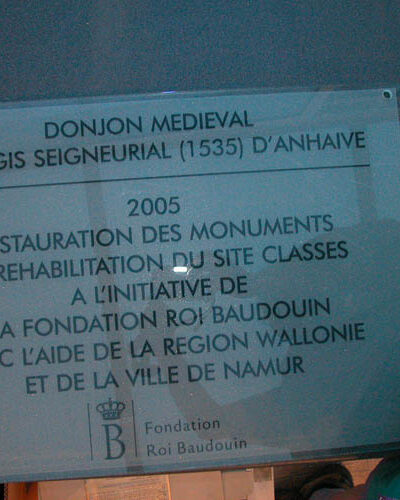 DONJON MEDIEVAL
GIS SEIGNEURIAL (1535) D'ANHAIVE
2005
STAURATION DES MONUMENTS
REHABILITATION DU SITE CLASSES
A L'INITIATIVE DE
A FONDATION ROI BAUDOUIN
C L'AIDE DE LA REGION WALLONIE
ET DE LA VILLE DE NAMUR
B
Fondation
Roi Baudouin